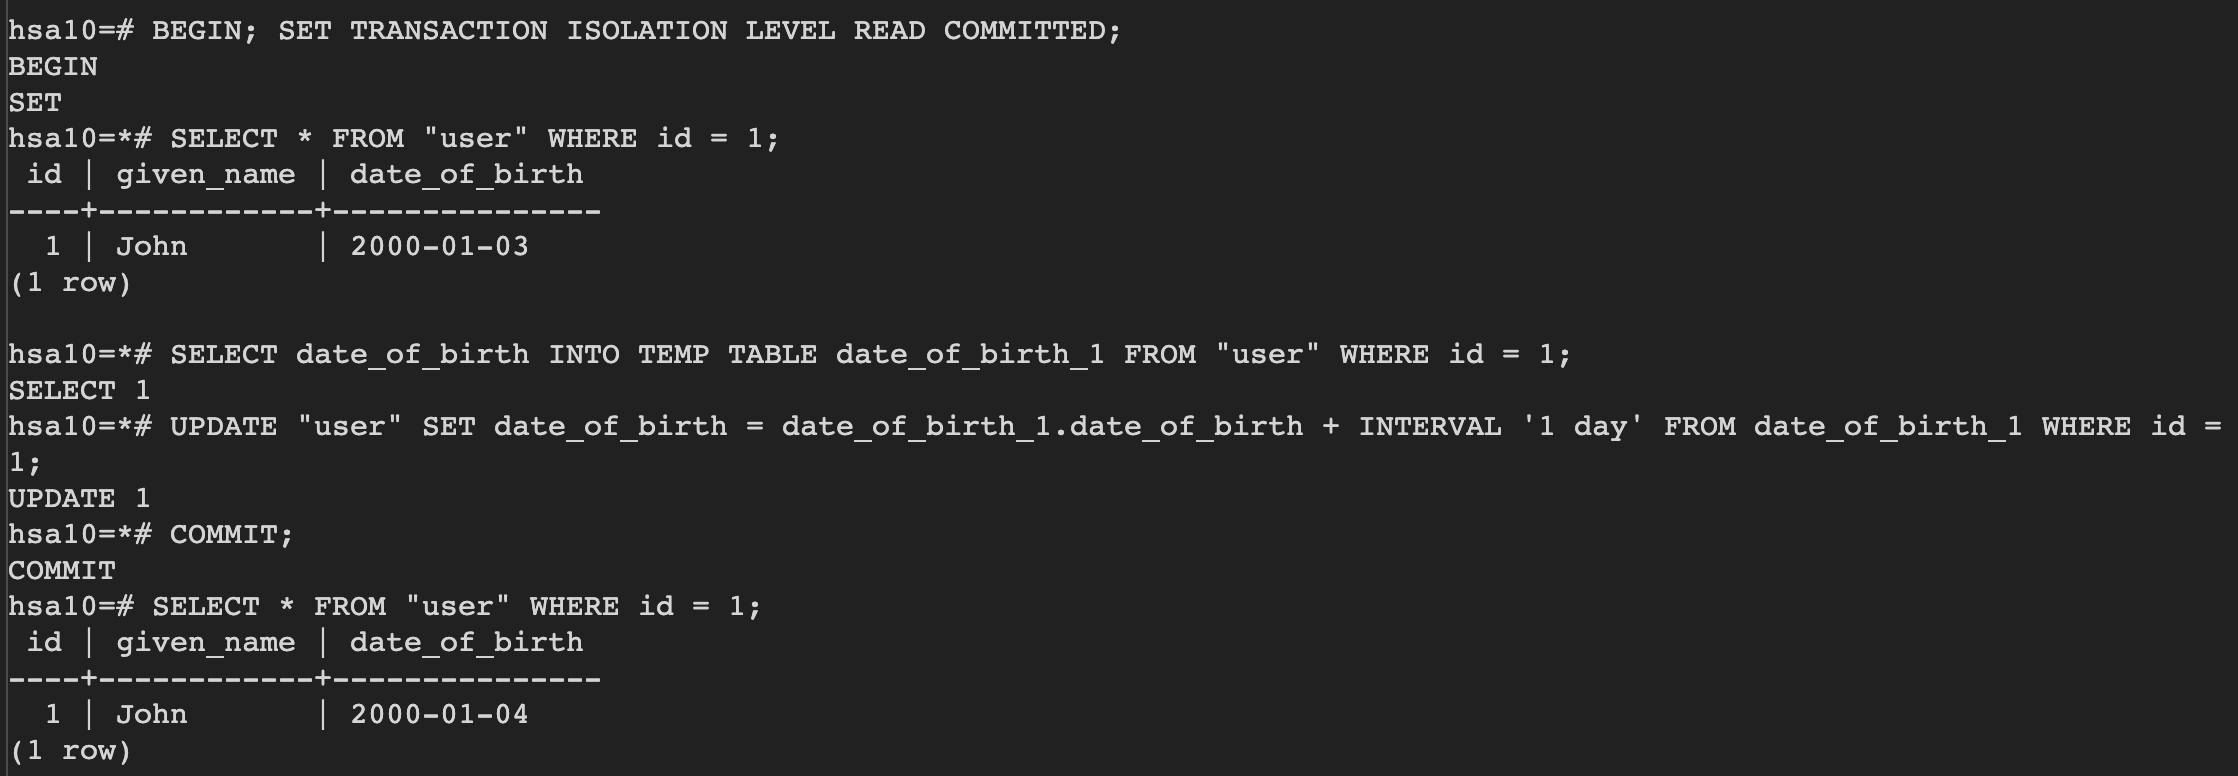 hsa10=# BEGIN; SET TRANSACTION ISOLATION LEVEL READ COMMITTED;
BEGIN
SET
hsa10=*# SELECT * FROM "user" WHERE id = 1;
 id | given_name | date_of_birth
----+------------+---------------
  1 | John       | 2000-01-03
(1 row)

hsa10=*# SELECT date_of_birth INTO TEMP TABLE date_of_birth_1 FROM "user" WHERE id = 1;
SELECT 1
hsa10=*# UPDATE "user" SET date_of_birth = date_of_birth_1.date_of_birth + INTERVAL '1 day' FROM date_of_birth_1 WHERE id =
1;
UPDATE 1
hsa10=*# COMMIT;
COMMIT
hsa10=# SELECT * FROM "user" WHERE id = 1;
 id | given_name | date_of_birth
----+------------+---------------
  1 | John       | 2000-01-04
(1 row)